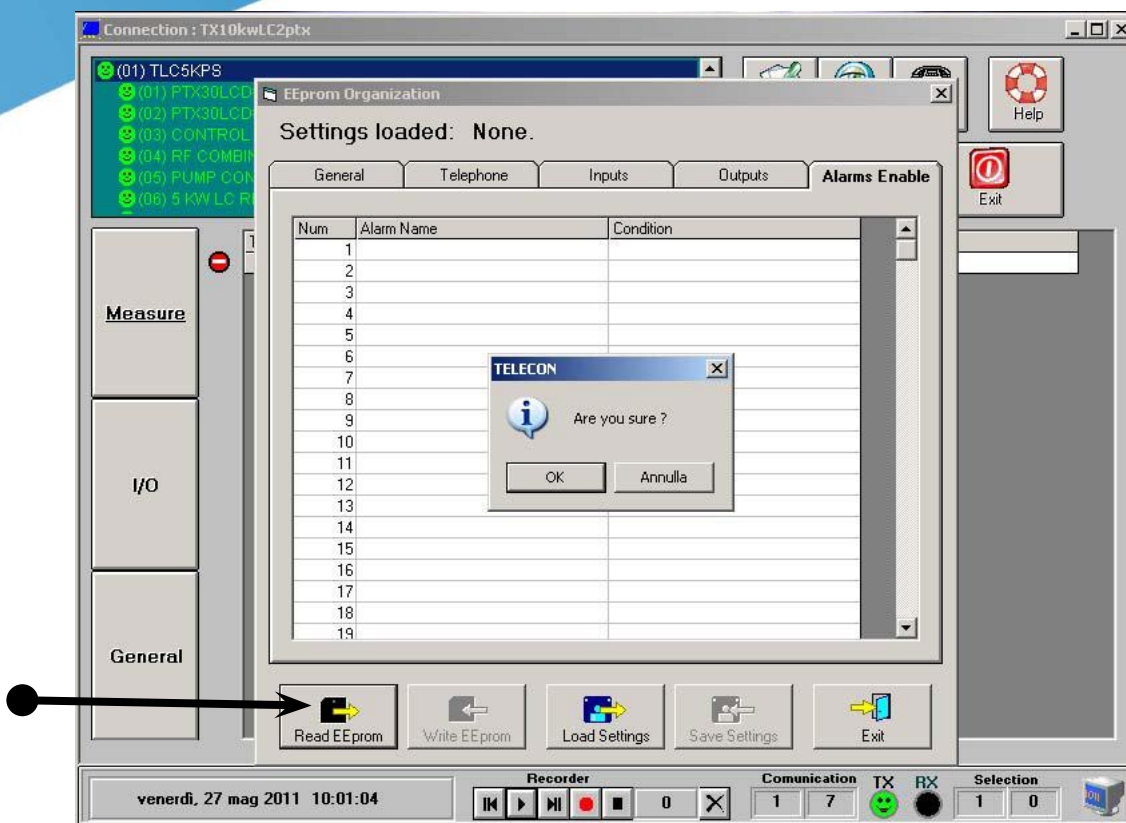 Connection : TX10kwLC2ptx
(01) TLC5KPS
(01) PTX30LCD
(02) PTX30LCD
(03) CONTROL
(04) RF COMBIN
(05) PUMP CON
(06) 5 KW LC R
Help
Exit
EEprom Organization
Settings loaded: None.
General Telephone Inputs Outputs Alarms Enable
Num Alarm Name Condition
1
2
3
4
5
6
7
8
9
10
11
12
13
14
15
16
17
18
19
TELECON
Are you sure ?
OK Annulla
Measure
I/O
General
Read EEprom Write EEprom Load Settings Save Settings Exit
venerdì, 27 mag 2011 10:01:04
Recorder
0
Comunication
1 7
TX RX
Selection
1 0